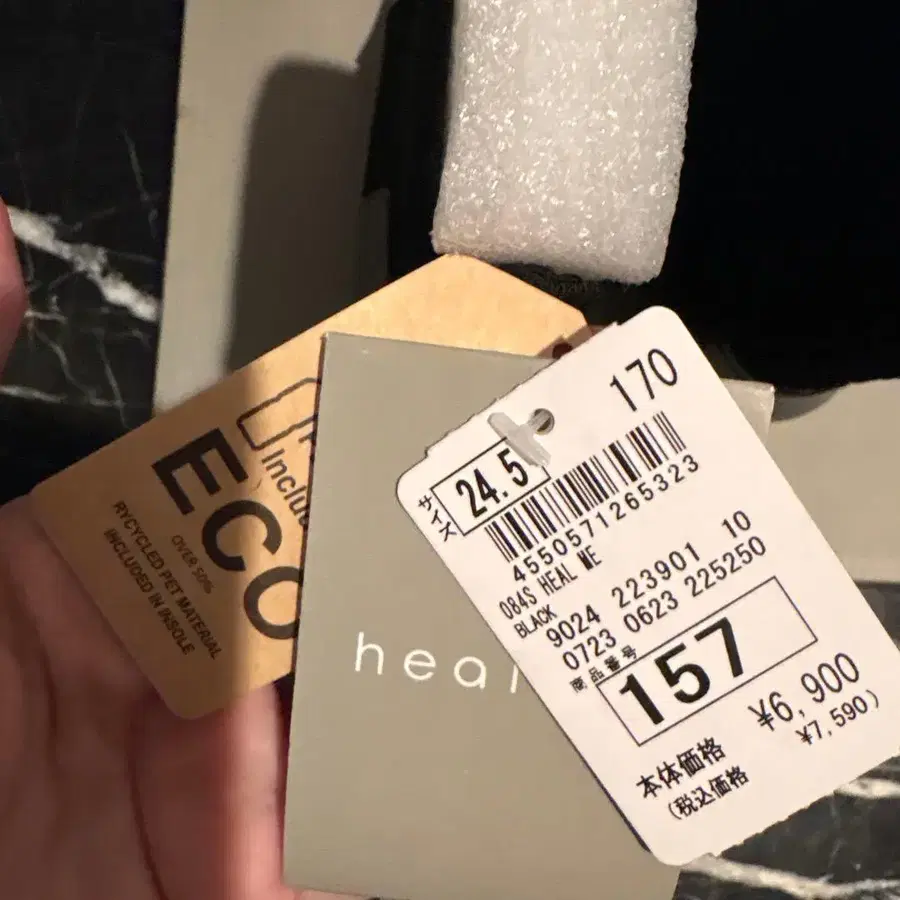 Inclu
ECO
OVER 50%
RYCYCLED PET MATERIAL
INCLUDED IN INSOLE
heal
170
サイズ
24.5
4550571265323
084S HEAL ME
BLACK
9024 223901 10
0723 0623 225250
商品番号
157
本体価格 ¥6,900
(税込価格 ¥7,590)